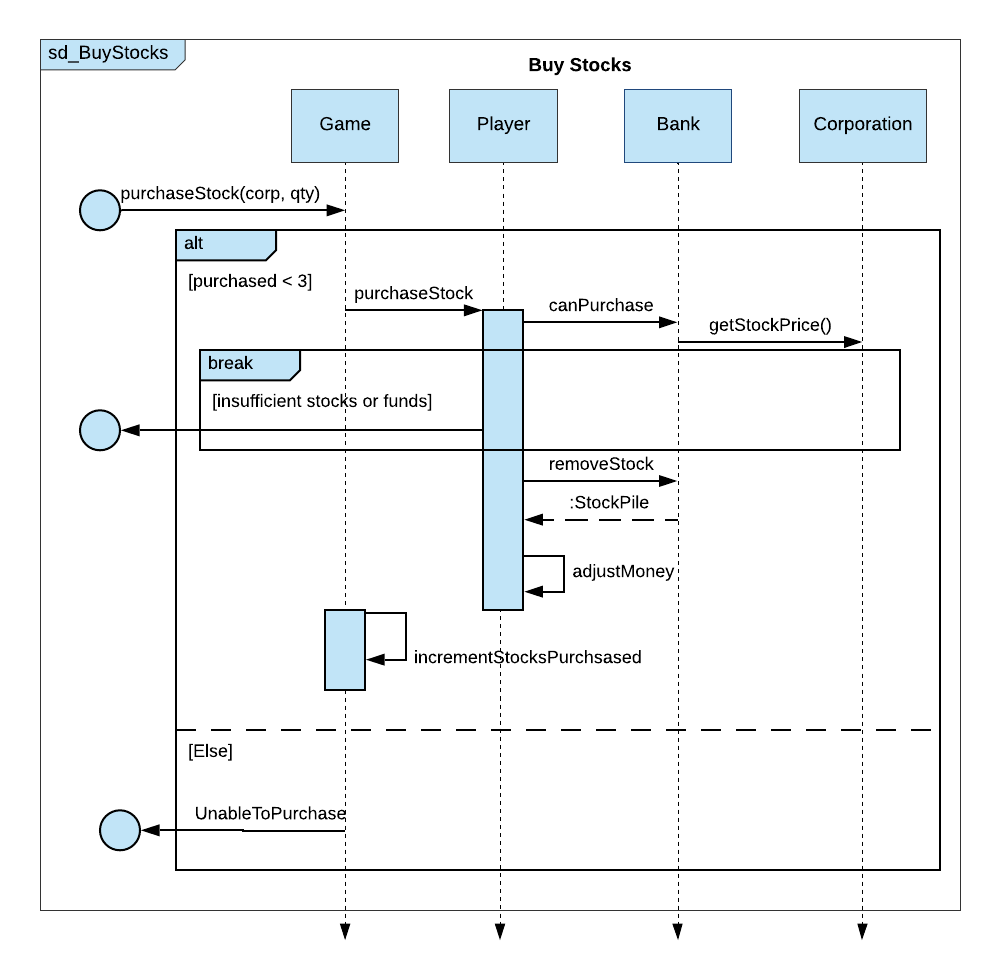 sd_BuyStocks
Buy Stocks
Game
Player
Bank
Corporation
purchaseStock(corp, qty)
alt
[purchased < 3]
purchaseStock
canPurchase
getStockPrice()
break
[insufficient stocks or funds]
removeStock
:StockPile
adjustMoney
incrementStocksPurchsased
[Else]
UnableToPurchase